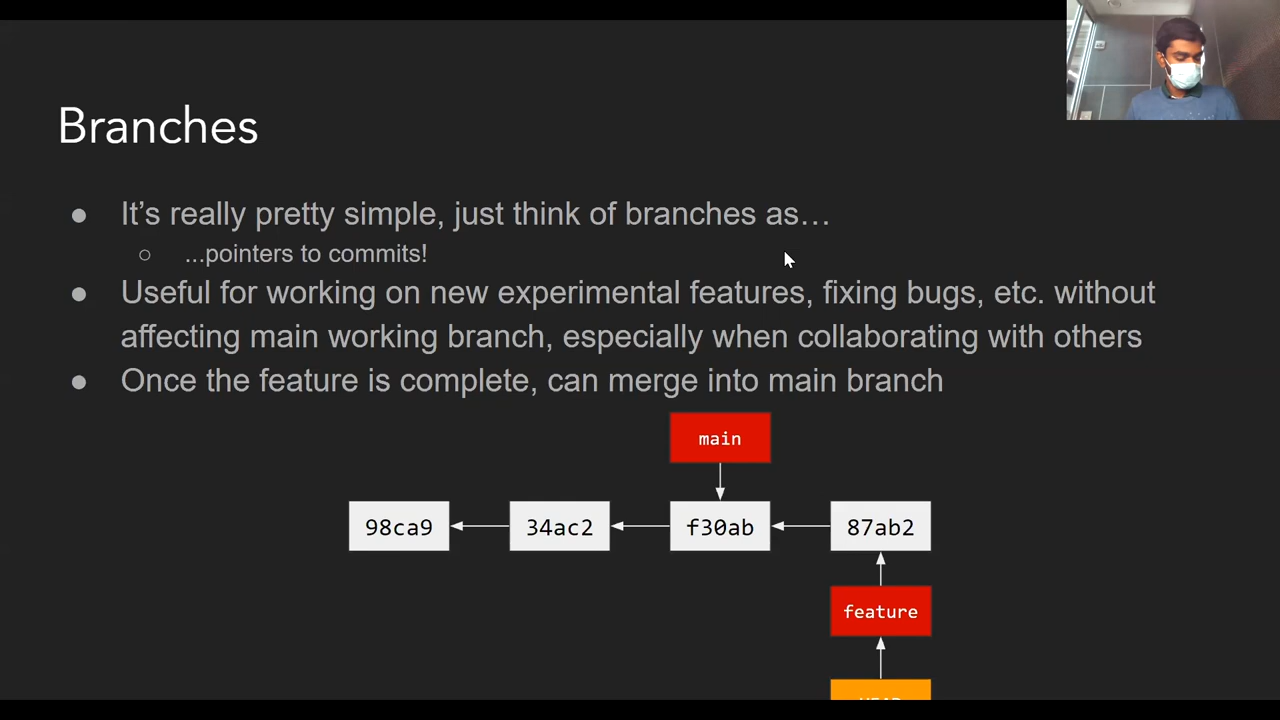 Branches
● It’s really pretty simple, just think of branches as…
○ ...pointers to commits!
● Useful for working on new experimental features, fixing bugs, etc. without
affecting main working branch, especially when collaborating with others
● Once the feature is complete, can merge into main branch
main
98ca9 34ac2 f30ab 87ab2
feature